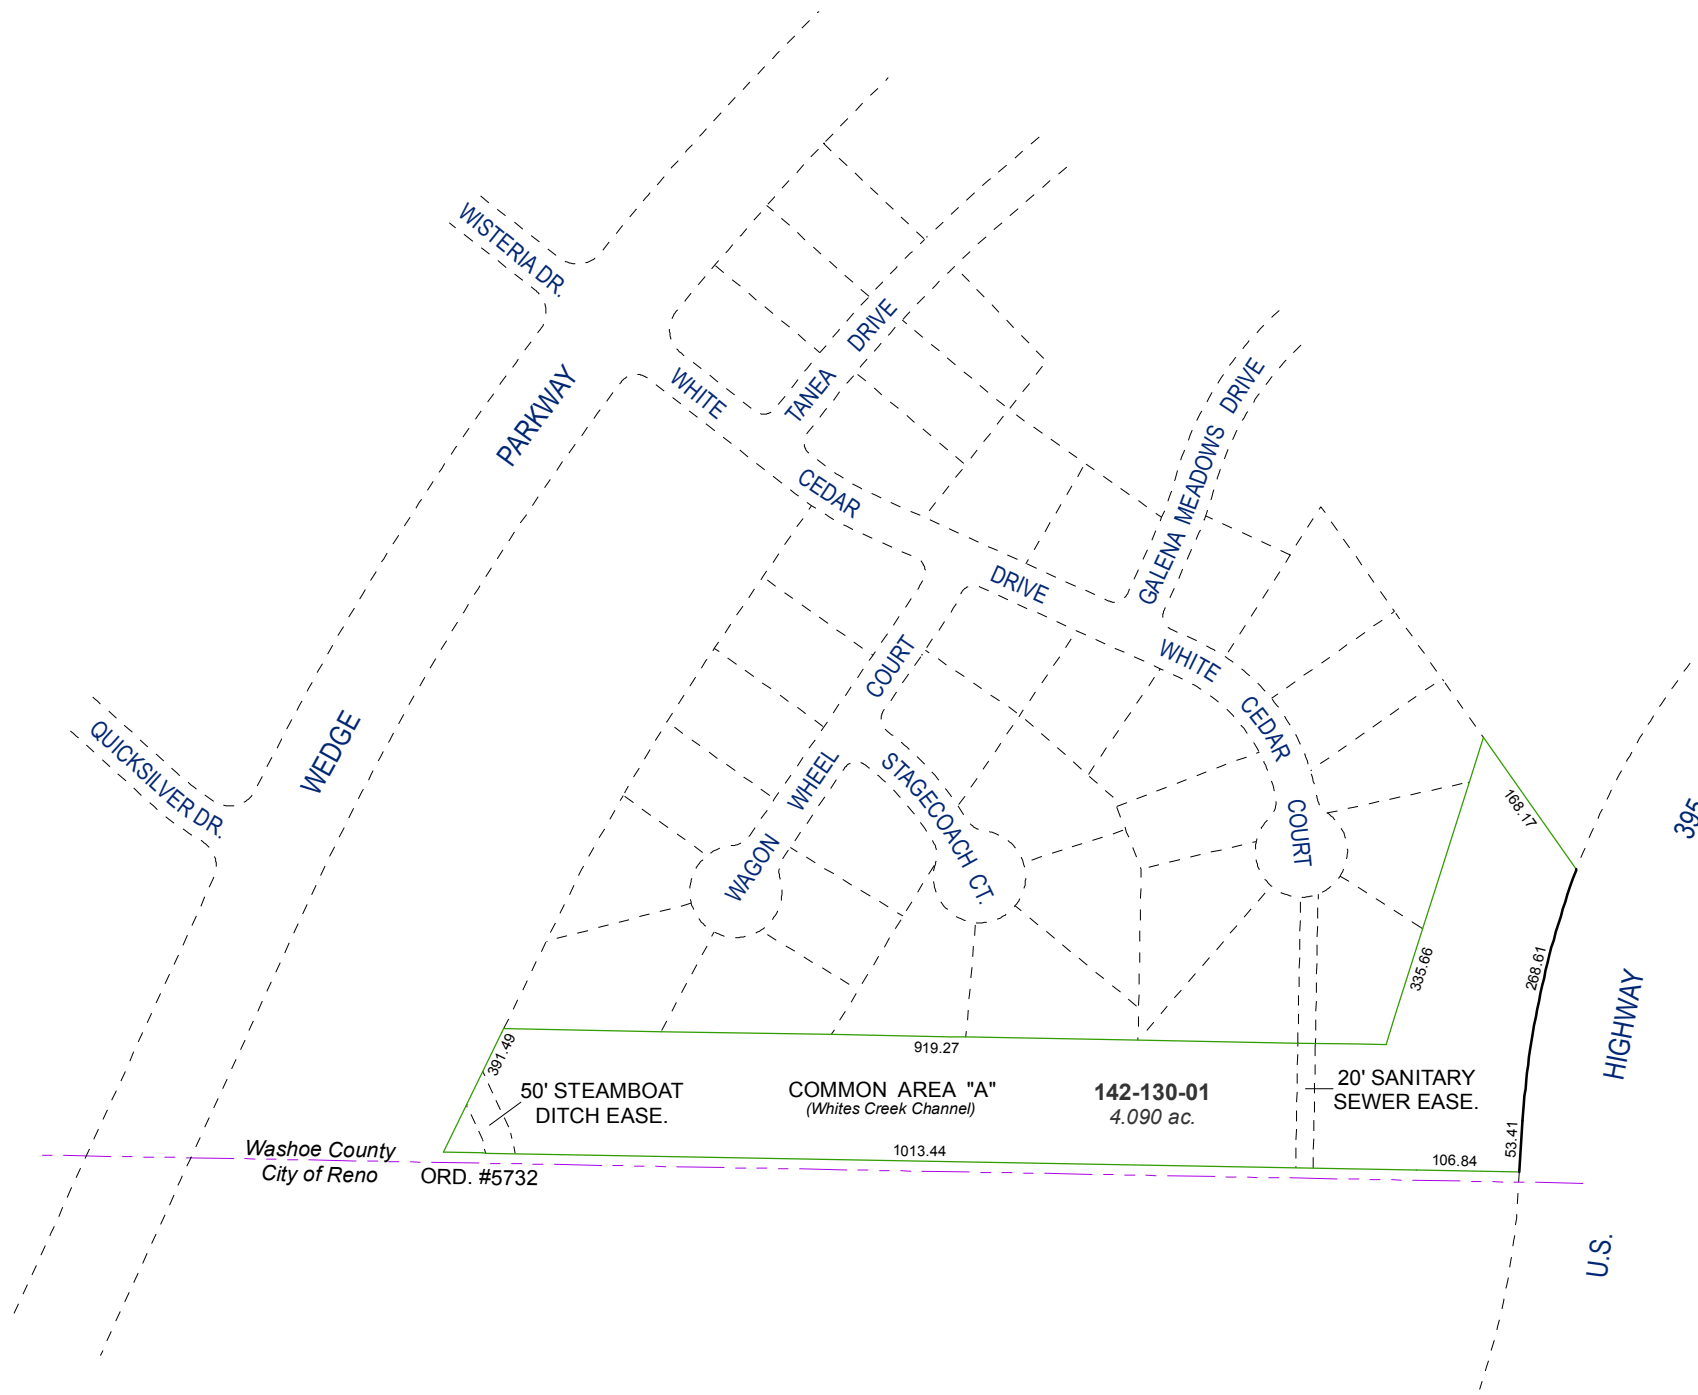 WISTERIA DR.
PARKWAY
WEDGE
QUICKSILVER DR.
WHITE
CEDAR
DRIVE
TANEA
DRIVE
GALENA MEADOWS DRIVE
WHITE
CEDAR
COURT
WAGON
WHEEL
COURT
STAGECOACH CT.
395
HIGHWAY
U.S.
168.17
335.66
268.61
53.41
391.49
919.27
50' STEAMBOAT
DITCH EASE.
COMMON AREA "A"
(Whites Creek Channel)
142-130-01
4.090 ac.
20' SANITARY
SEWER EASE.
1013.44
106.84
Washoe County
City of Reno
ORD. #5732